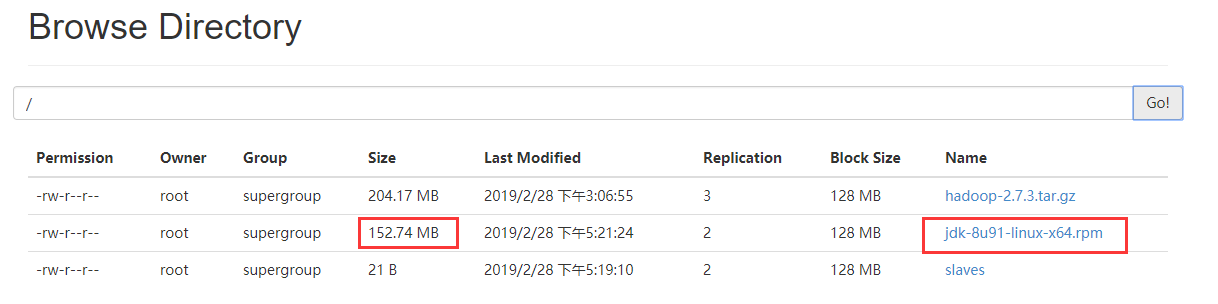 Browse Directory
/ Go!
Permission Owner Group Size Last Modified Replication Block Size Name
-rw-r--r-- root supergroup 204.17 MB 2019/2/28 下午3:06:55 3 128 MB hadoop-2.7.3.tar.gz
-rw-r--r-- root supergroup 152.74 MB 2019/2/28 下午5:21:24 2 128 MB jdk-8u91-linux-x64.rpm
-rw-r--r-- root supergroup 21 B 2019/2/28 下午5:19:10 2 128 MB slaves